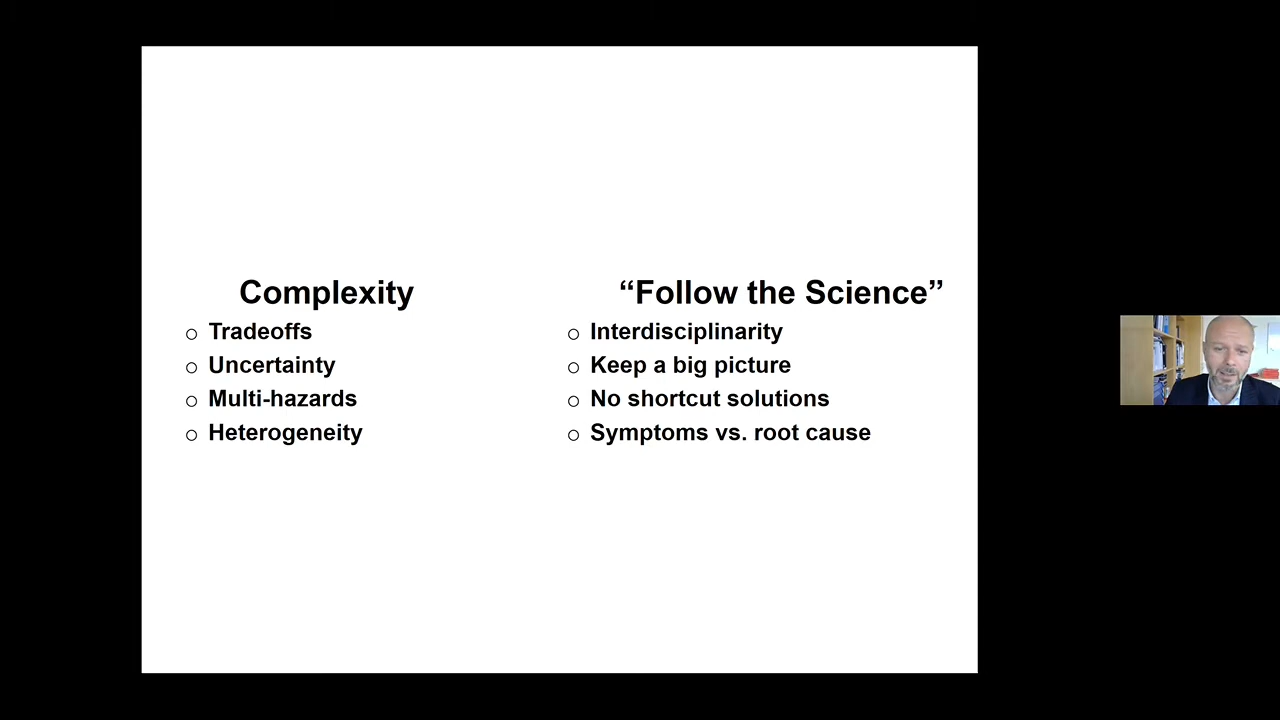 Complexity
○ Tradeoffs
○ Uncertainty
○ Multi-hazards
○ Heterogeneity
“Follow the Science”
○ Interdisciplinarity
○ Keep a big picture
○ No shortcut solutions
○ Symptoms vs. root cause